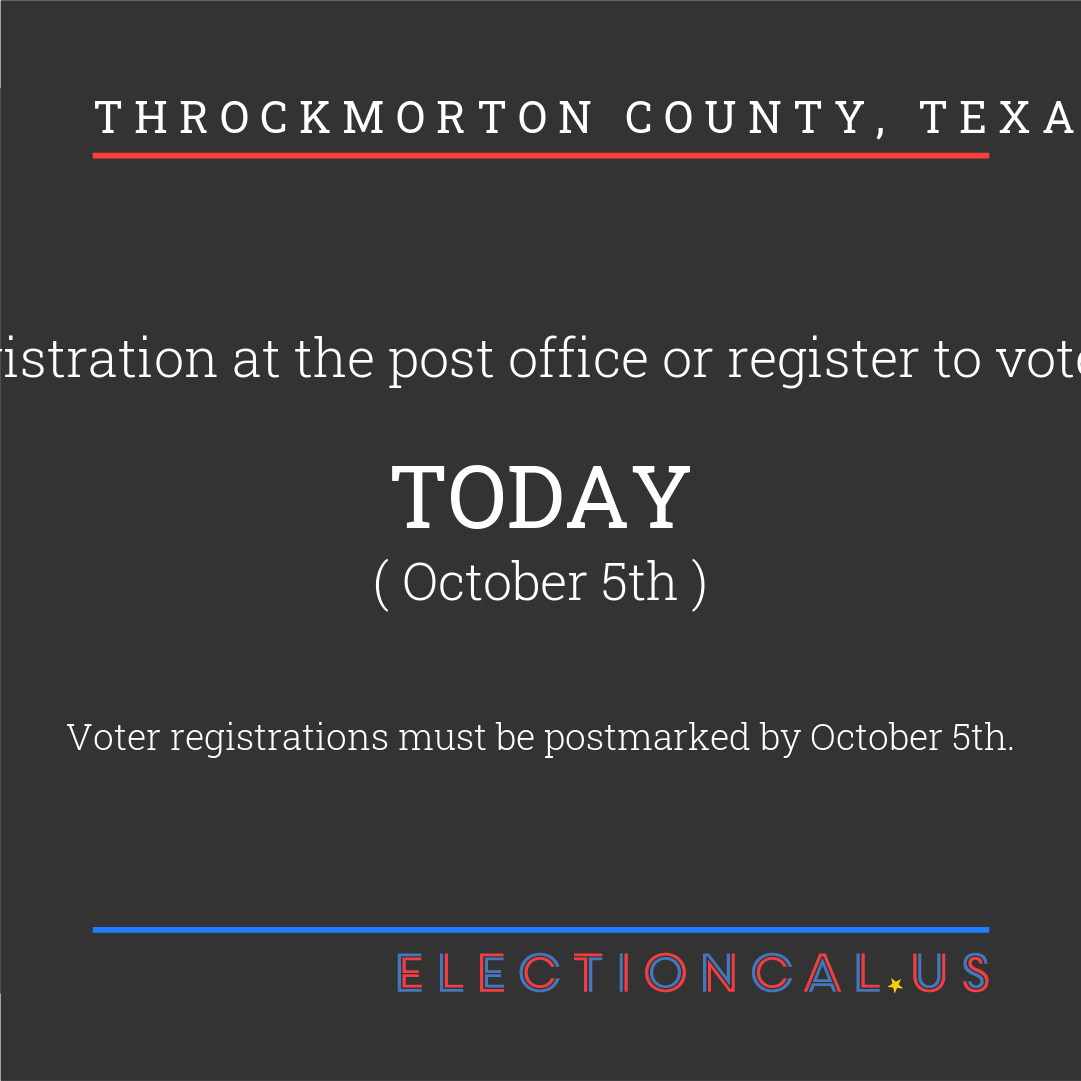 THROCKMORTON COUNTY, TEXA
istration at the post office or register to vot
TODAY
( October 5th )
Voter registrations must be postmarked by October 5th.
ELECTIONCAL.US